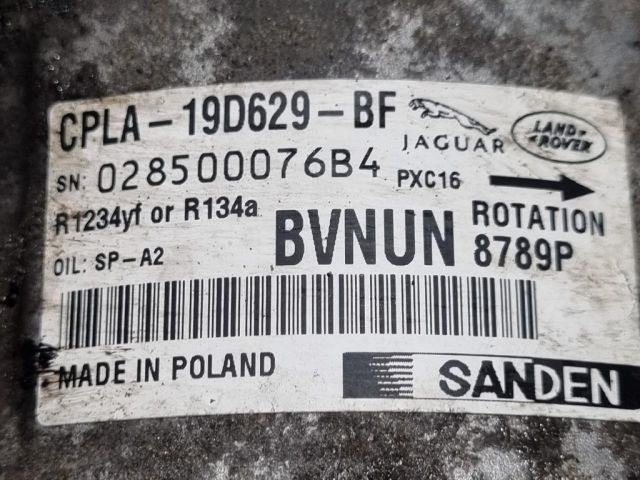 CPLA-19D629-BF
JAGUAR
LAND-
ROVER
SN: 028500076B4 PXC16
R1234yf or R134a
BVNUN
ROTATION
8789P
OIL: SP-A2
MADE IN POLAND
SANDEN